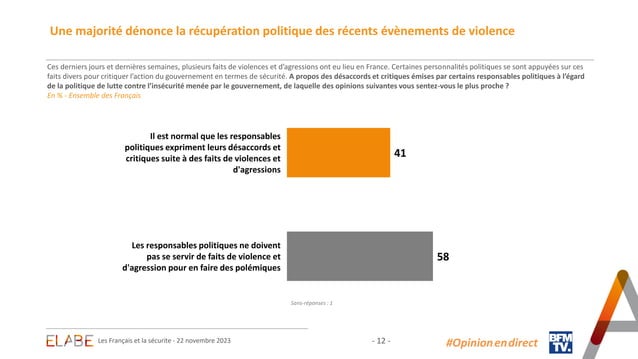 Une majorité dénonce la récupération politique des récents évènements de violence
Ces derniers jours et dernières semaines, plusieurs faits de violences et d'agressions ont eu lieu en France. Certaines personnalités politiques se sont appuyées sur ces
faits divers pour critiquer l'action du gouvernement en termes de sécurité. A propos des désaccords et critiques émises par certains responsables politiques à l'égard
de la politique de lutte contre l'insécurité menée par le gouvernement, de laquelle des opinions suivantes vous sentez-vous le plus proche ?
En % - Ensemble des Français
Il est normal que les responsables
politiques expriment leurs désaccords et
critiques suite à des faits de violences et
d'agressions
41
Les responsables politiques ne doivent
pas se servir de faits de violence et
d'agression pour en faire des polémiques
58
Sans-réponses : 1
ELABE
Les Français et la sécurite - 22 novembre 2023
- 12 -
#Opinionendirect
BFM
TV.